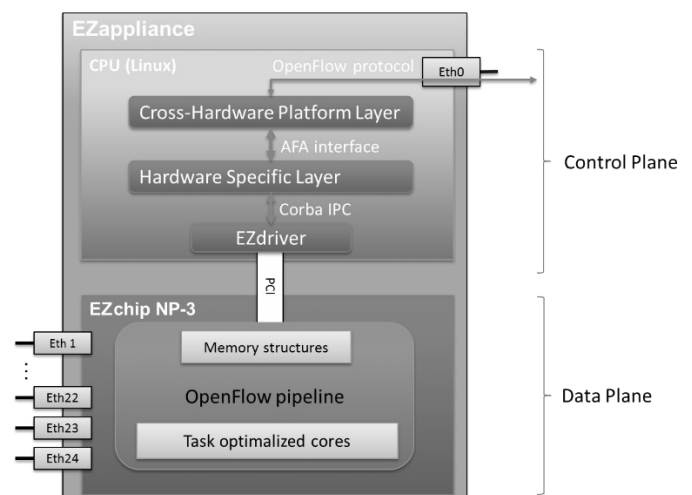 EZappliance
CPU (Linux)
OpenFlow protocol
Eth0
Cross-Hardware Platform Layer
AFA interface
Hardware Specific Layer
Corba IPC
EZdriver
Control Plane
PCI
EZchip NP-3
Eth 1
Memory structures
⋮
Eth22
OpenFlow pipeline
Data Plane
Eth23
Task optimalized cores
Eth24